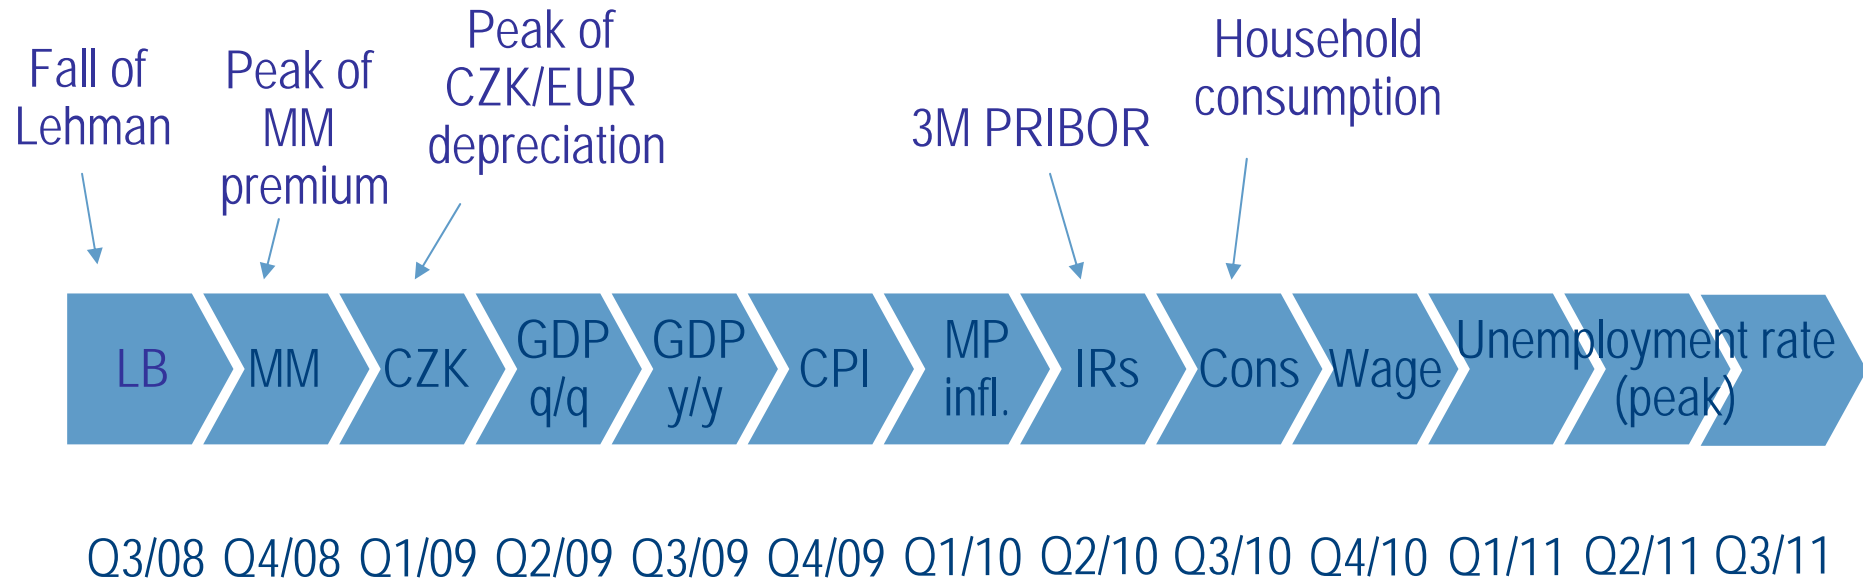 Fall of
Lehman
Peak of
MM
premium
Peak of
CZK/EUR
depreciation
3M PRIBOR
Household
consumption
LB
MM
CZK
GDP
q/q
GDP
y/y
CPI
MP
infl.
IRs
Cons
Wage
Unemployment rate
(peak)
Q3/08 Q4/08 Q1/09 Q2/09 Q3/09 Q4/09 Q1/10 Q2/10 Q3/10 Q4/10 Q1/11 Q2/11 Q3/11